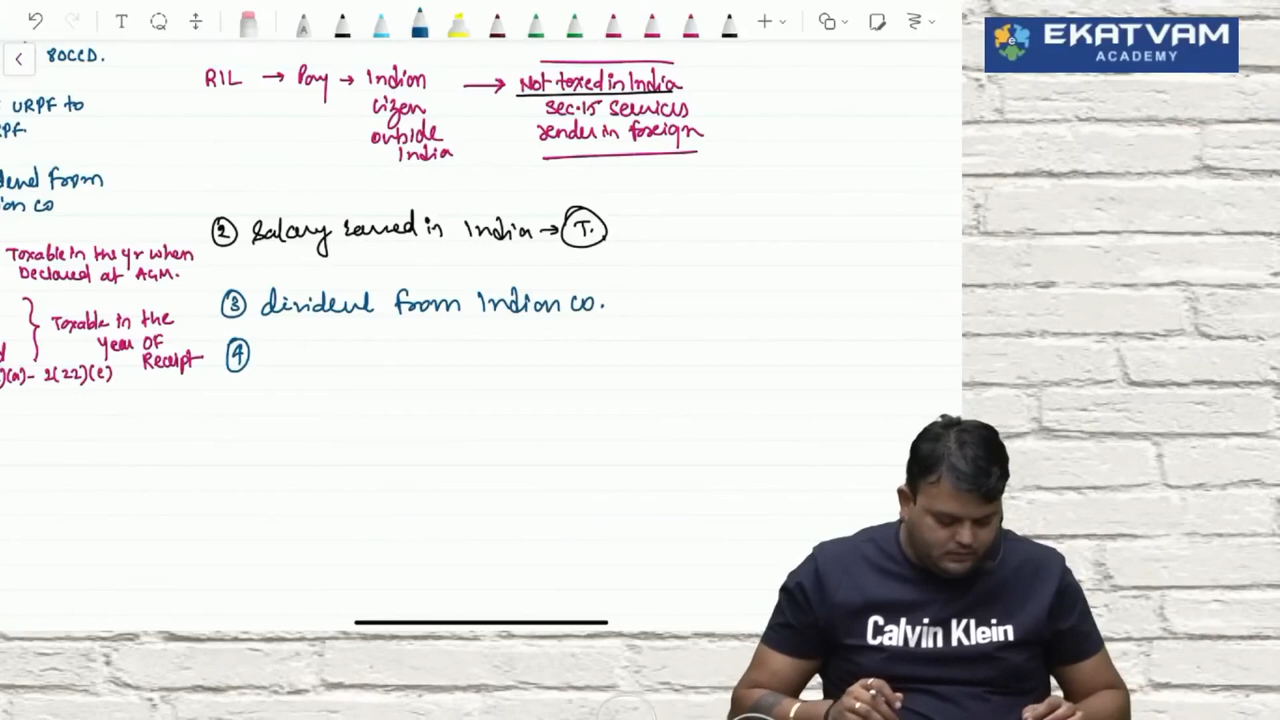 80CCD.
URPF to
PF.
dend from
on co
Taxable in the yr when
Declared at AGM.
Taxable in the
Year OF
Receipt
)(a)- 2(22)(e)
RIL → Pay → Indian
Outside
India
→ Not taxed in India
Sec.15 Services
render in foreign
② Salary earned in India → T.
③ dividend from Indian co.
④
T
A
EKATVAM
ACADEMY
Calvin Klein